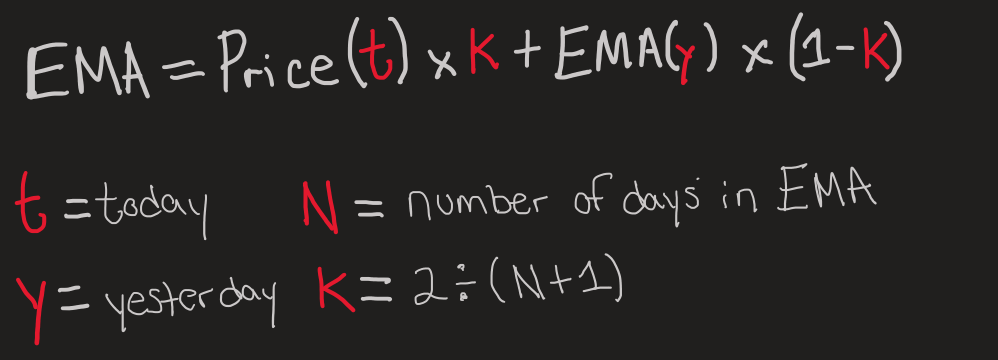 EMA = Price(t) x K + EMA(y) x (1-K)
t = today N = number of days in EMA
y = yesterday K = 2 ÷ (N+1)